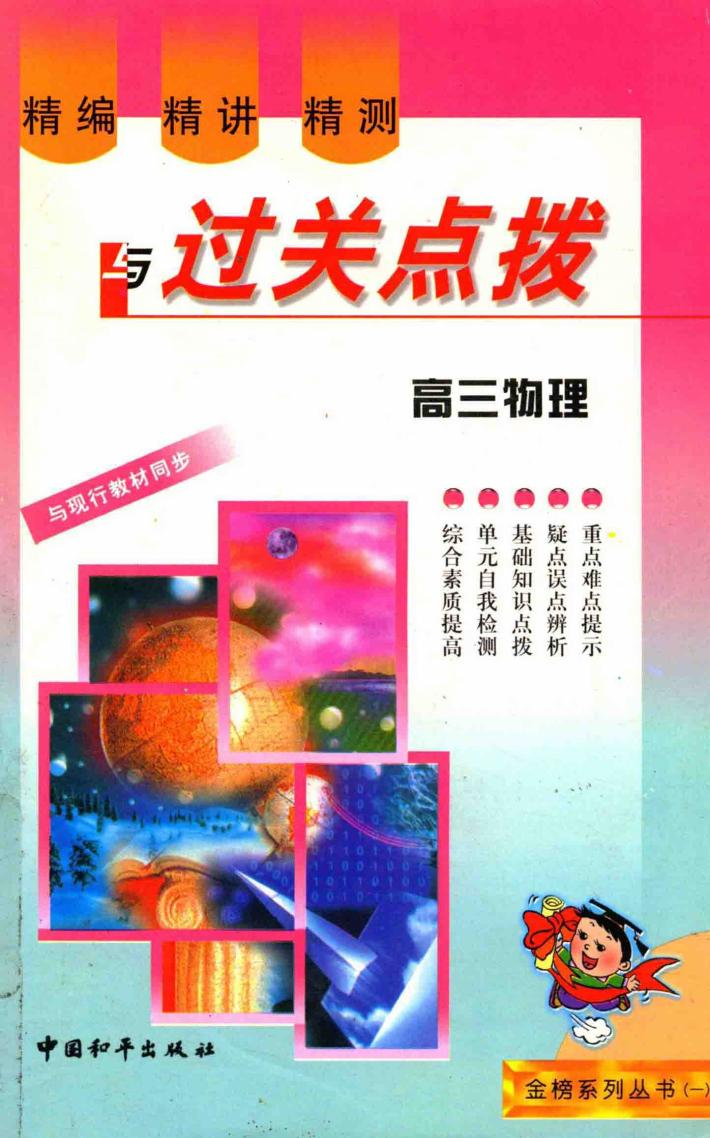 精编 精讲 精测
与过关点拨
高三物理
与现行教材同步
重点难点提示
疑点误点辨析
基础知识点拨
单元自我检测
综合素质提高
中国和平出版社
金榜系列丛书(一)